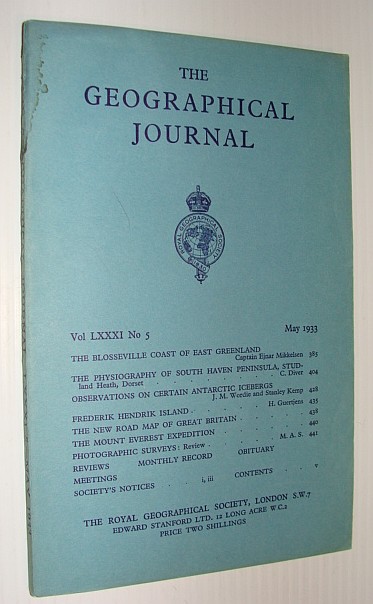 THE
GEOGRAPHICAL
JOURNAL
ROYAL GEOGRAPHICAL SOCIETY
Vol LXXXI No 5 May 1933
THE BLOSSEVILLE COAST OF EAST GREENLAND
Captain Ejnar Mikkelsen 385
THE PHYSIOGRAPHY OF SOUTH HAVEN PENINSULA, STUD-
land Heath, Dorset . . . . . . C. Diver 404
OBSERVATIONS ON CERTAIN ANTARCTIC ICEBERGS
J. M. Wordie and Stanley Kemp 428
FREDERIK HENDRIK ISLAND . . . H. Geurtjens 435
THE NEW ROAD MAP OF GREAT BRITAIN . . . 438
THE MOUNT EVEREST EXPEDITION . . . . 440
PHOTOGRAPHIC SURVEYS: Review . . . M. A. S. 441
REVIEWS MONTHLY RECORD OBITUARY
MEETINGS CONTENTS . . . v
SOCIETY'S NOTICES . . i, iii
THE ROYAL GEOGRAPHICAL SOCIETY, LONDON S.W.7
EDWARD STANFORD LTD, 12 LONG ACRE W.C.2
PRICE TWO SHILLINGS